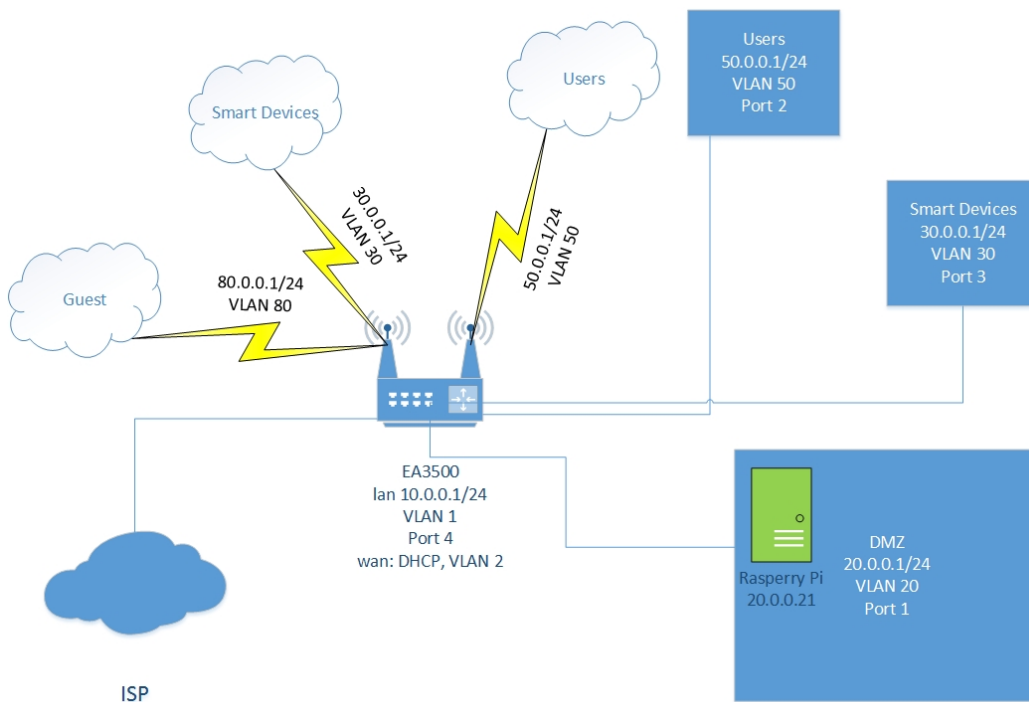 Users
50.0.0.1/24
VLAN 50
Port 2
Users
Smart Devices
30.0.0.1/24
VLAN 30
50.0.0.1/24
VLAN 50
Smart Devices
30.0.0.1/24
VLAN 30
Port 3
Guest
80.0.0.1/24
VLAN 80
EA3500
lan 10.0.0.1/24
VLAN 1
Port 4
wan: DHCP, VLAN 2
Rasperry Pi
20.0.0.21
DMZ
20.0.0.1/24
VLAN 20
Port 1
ISP